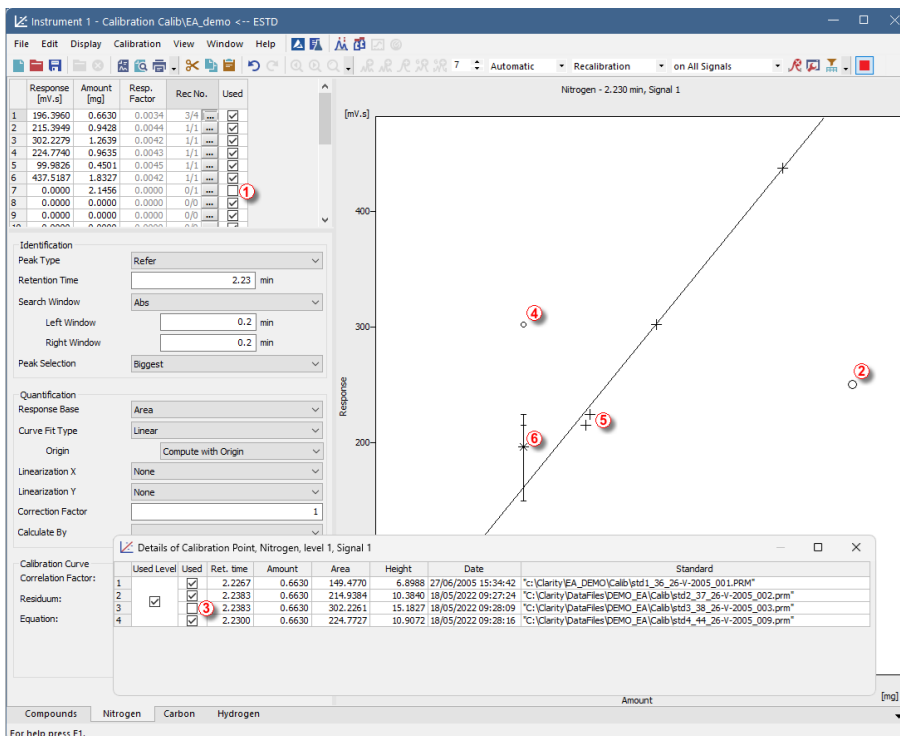 Instrument 1 - Calibration Calib\EA_demo <-- ESTD
File Edit Display Calibration View Window Help
7 Automatic Recalibration on All Signals
Response [mV.s] Amount [mg] Resp. Factor Rec No. Used
1 196.3960 0.6630 0.0034 3/4 ...
2 215.3949 0.9428 0.0044 1/1 ...
3 302.2279 1.2639 0.0042 1/1 ...
4 224.7740 0.9635 0.0043 1/1 ...
5 99.9826 0.4501 0.0045 1/1 ...
6 437.5187 1.8327 0.0042 1/1 ...
7 0.0000 2.1456 0.0000 0/1 ... 1
8 0.0000 0.0000 0.0000 0/0 ...
9 0.0000 0.0000 0.0000 0/0 ...
10 0.0000 0.0000 0.0000 0/0 ...
Nitrogen - 2.230 min, Signal 1
[mV.s]
400
300
200
Response
4
2
5
6
Identification
Peak Type Refer
Retention Time 2.23 min
Search Window Abs
Left Window 0.2 min
Right Window 0.2 min
Peak Selection Biggest
Quantification
Response Base Area
Curve Fit Type Linear
Origin Compute with Origin
Linearization X None
Linearization Y None
Correction Factor 1
Calculate By
Calibration Curve
Correlation Factor:
Residuum:
Equation:
Details of Calibration Point, Nitrogen, level 1, Signal 1
Used Level Used Ret. time Amount Area Height Date Standard
1 2.2267 0.6630 149.4770 6.8988 27/06/2005 15:34:42 "c:\Clarity\EA_DEMO\Calib\std1_36_26-V-2005_001.PRM"
2 2.2383 0.6630 214.9384 10.3840 18/05/2022 09:27:24 "C:\Clarity\DataFiles\DEMO_EA\Calib\std2_37_26-V-2005_002.prm"
3 3 2.2383 0.6630 302.2261 15.1827 18/05/2022 09:28:09 "C:\Clarity\DataFiles\DEMO_EA\Calib\std3_38_26-V-2005_003.prm"
4 2.2300 0.6630 224.7727 10.9072 18/05/2022 09:28:16 "C:\Clarity\DataFiles\DEMO_EA\Calib\std4_44_26-V-2005_009.prm"
Amount
[mg]
Compounds Nitrogen Carbon Hydrogen
For help press F1.